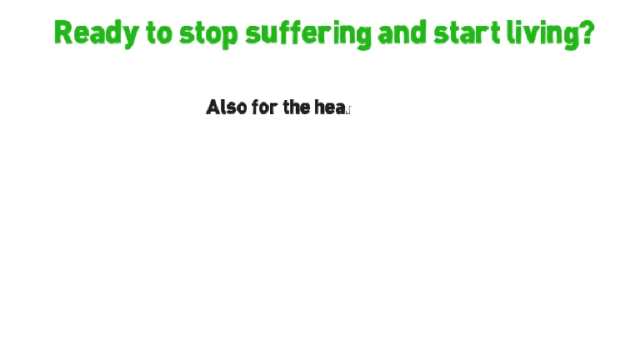 Ready to stop suffering and start living?
Also for the hea